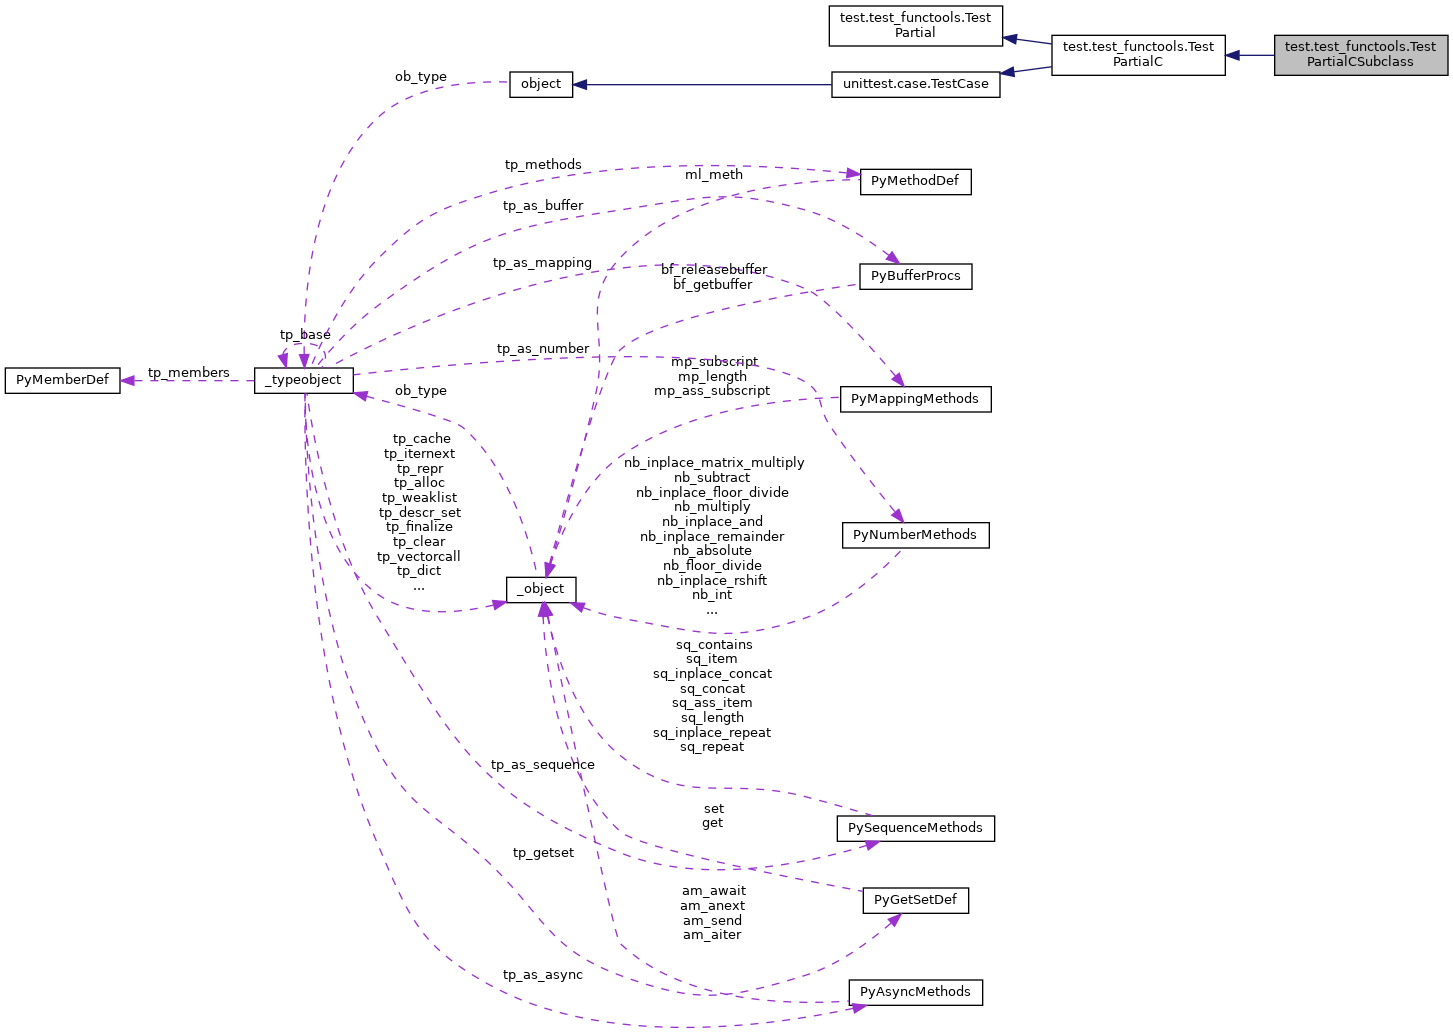 test.test_functools.Test
Partial
test.test_functools.Test
PartialC
test.test_functools.Test
PartialCSubclass
ob_type
object
unittest.case.TestCase
tp_methods
ml_meth
PyMethodDef
tp_as_buffer
tp_as_mapping
bf_releasebuffer
bf_getbuffer
PyBufferProcs
tp_base
tp_as_number
mp_subscript
mp_length
mp_ass_subscript
PyMemberDef
tp_members
_typeobject
ob_type
PyMappingMethods
tp_cache
tp_iternext
tp_repr
tp_alloc
tp_weaklist
tp_descr_set
tp_finalize
tp_clear
tp_vectorcall
tp_dict
...
nb_inplace_matrix_multiply
nb_subtract
nb_inplace_floor_divide
nb_multiply
nb_inplace_and
nb_inplace_remainder
nb_absolute
nb_floor_divide
nb_inplace_rshift
nb_int
...
PyNumberMethods
_object
sq_contains
sq_item
sq_inplace_concat
sq_concat
sq_ass_item
sq_length
sq_inplace_repeat
sq_repeat
tp_as_sequence
set
get
PySequenceMethods
tp_getset
am_await
am_anext
am_send
am_aiter
PyGetSetDef
tp_as_async
PyAsyncMethods